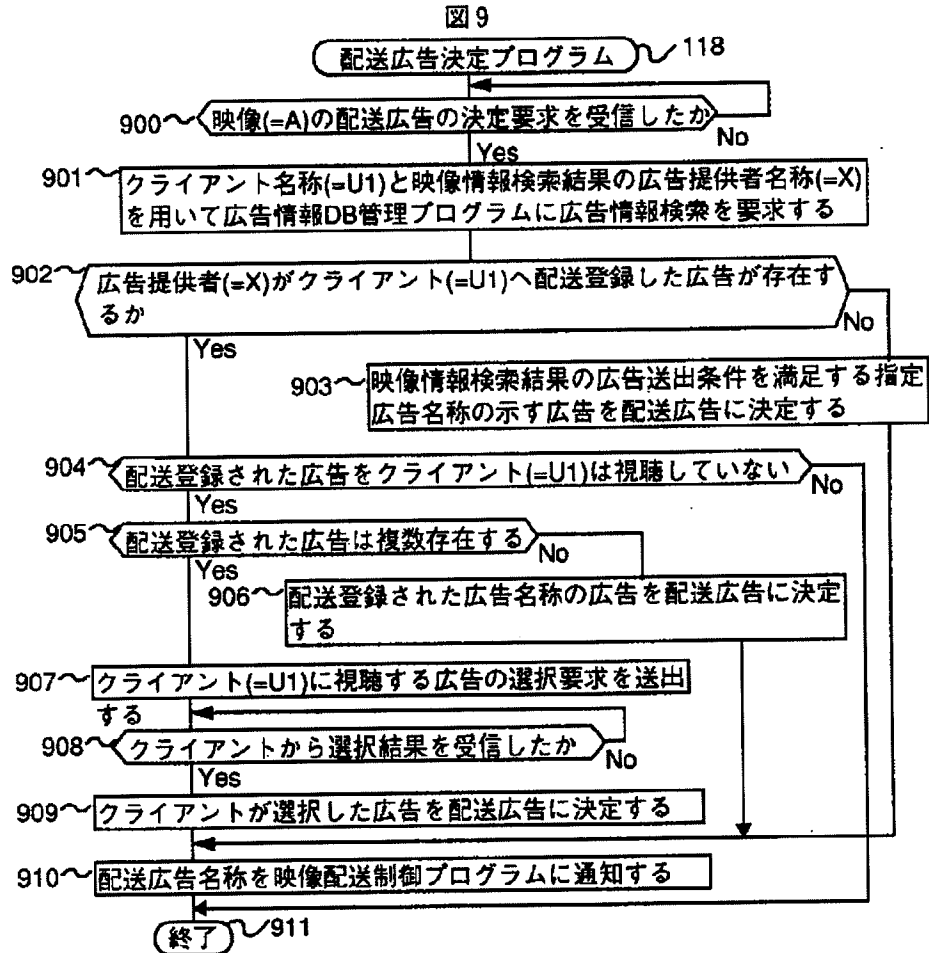 図9
配送広告決定プログラム
118
900
映像(=A)の配送広告の決定要求を受信したか
No
Yes
901
クライアント名称(=U1)と映像情報検索結果の広告提供者名称(=X)
を用いて広告情報DB管理プログラムに広告情報検索を要求する
902
広告提供者(=X)がクライアント(=U1)へ配送登録した広告が存在す
るか
No
Yes
903
映像情報検索結果の広告送出条件を満足する指定
広告名称の示す広告を配送広告に決定する
904
配送登録された広告をクライアント(=U1)は視聴していない
No
Yes
905
配送登録された広告は複数存在する
No
Yes
906
配送登録された広告名称の広告を配送広告に決定
する
907
クライアント(=U1)に視聴する広告の選択要求を送出
する
908
クライアントから選択結果を受信したか
No
Yes
909
クライアントが選択した広告を配送広告に決定する
910
配送広告名称を映像配送制御プログラムに通知する
終了
911